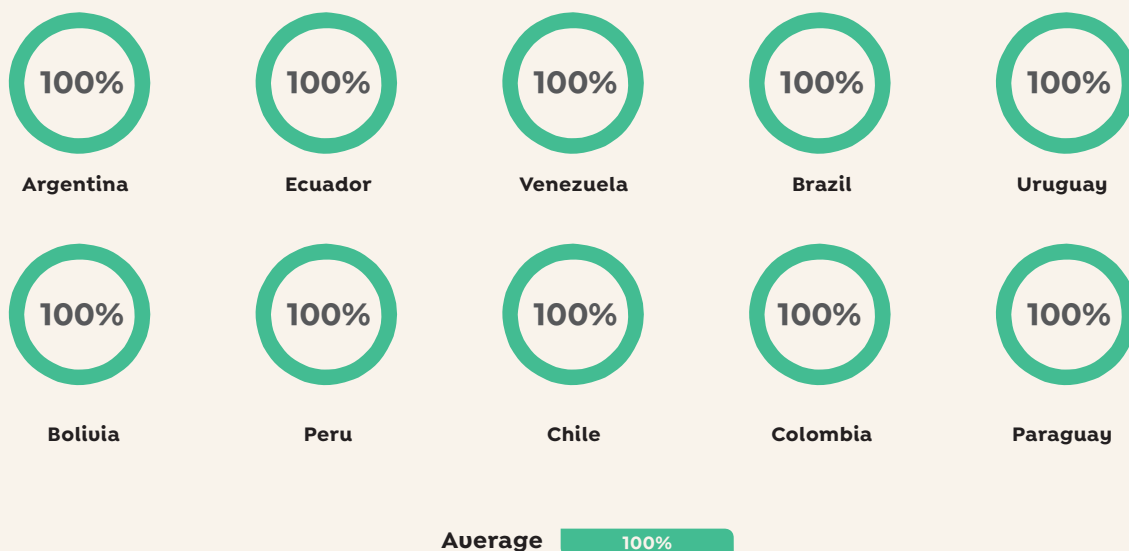 100% 100% 100% 100% 100%
Argentina Ecuador Venezuela Brazil Uruguay
100% 100% 100% 100% 100%
Bolivia Peru Chile Colombia Paraguay
Average 100%